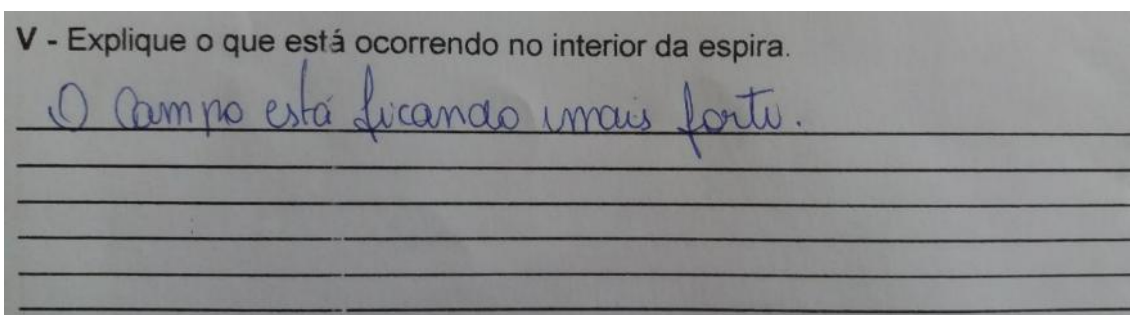 V - Explique o que está ocorrendo no interior da espira.
O Campo está ficando mais forte.